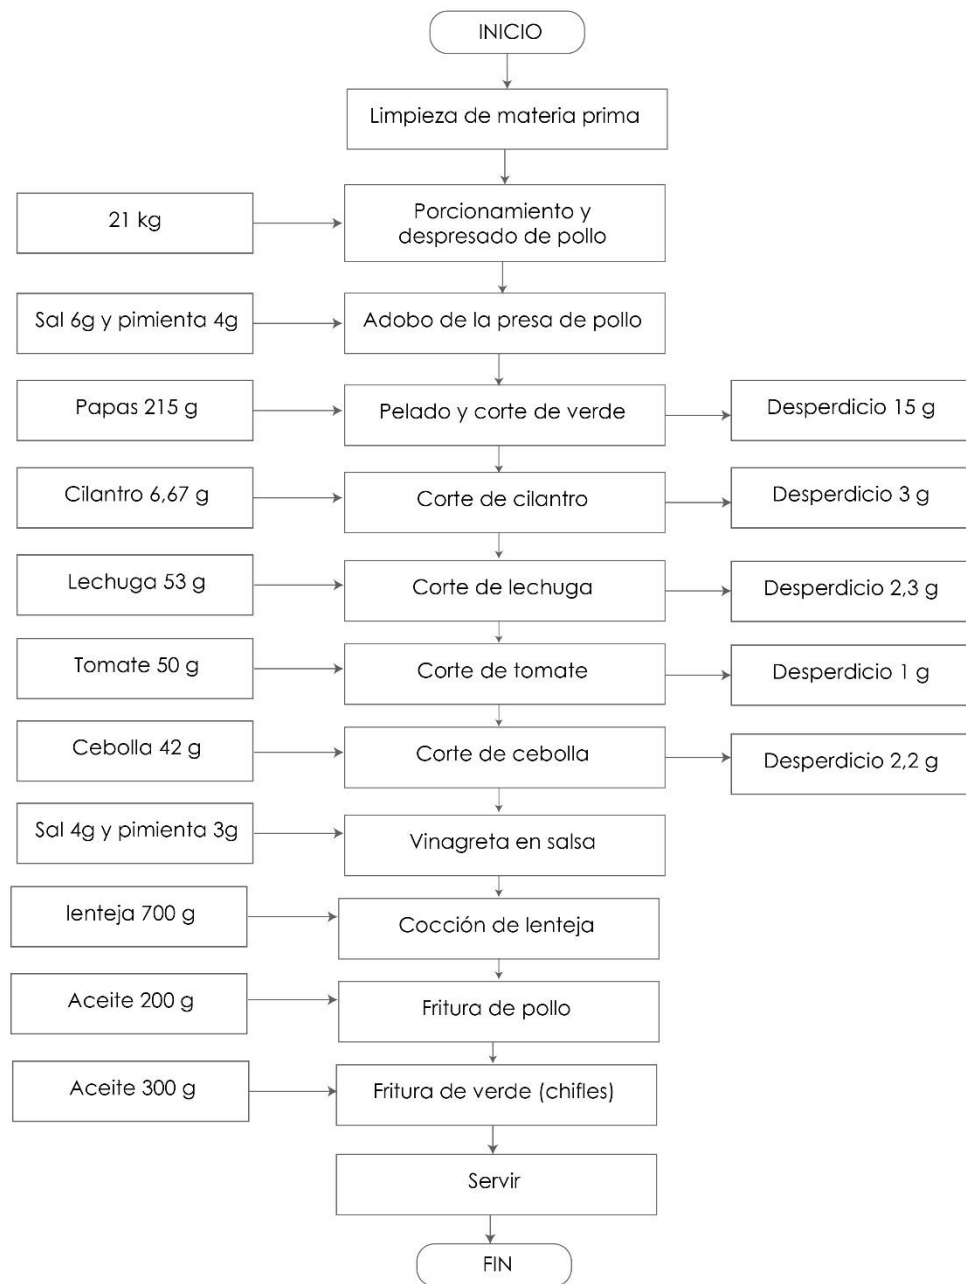 INICIO
Limpieza de materia prima
21 kg
Porcionamiento y
despresado de pollo
Sal 6g y pimienta 4g
Adobo de la presa de pollo
Papas 215 g
Pelado y corte de verde
Desperdicio 15 g
Cilantro 6,67 g
Corte de cilantro
Desperdicio 3 g
Lechuga 53 g
Corte de lechuga
Desperdicio 2,3 g
Tomate 50 g
Corte de tomate
Desperdicio 1 g
Cebolla 42 g
Corte de cebolla
Desperdicio 2,2 g
Sal 4g y pimienta 3g
Vinagreta en salsa
lenteja 700 g
Cocción de lenteja
Aceite 200 g
Fritura de pollo
Aceite 300 g
Fritura de verde (chifles)
Servir
FIN